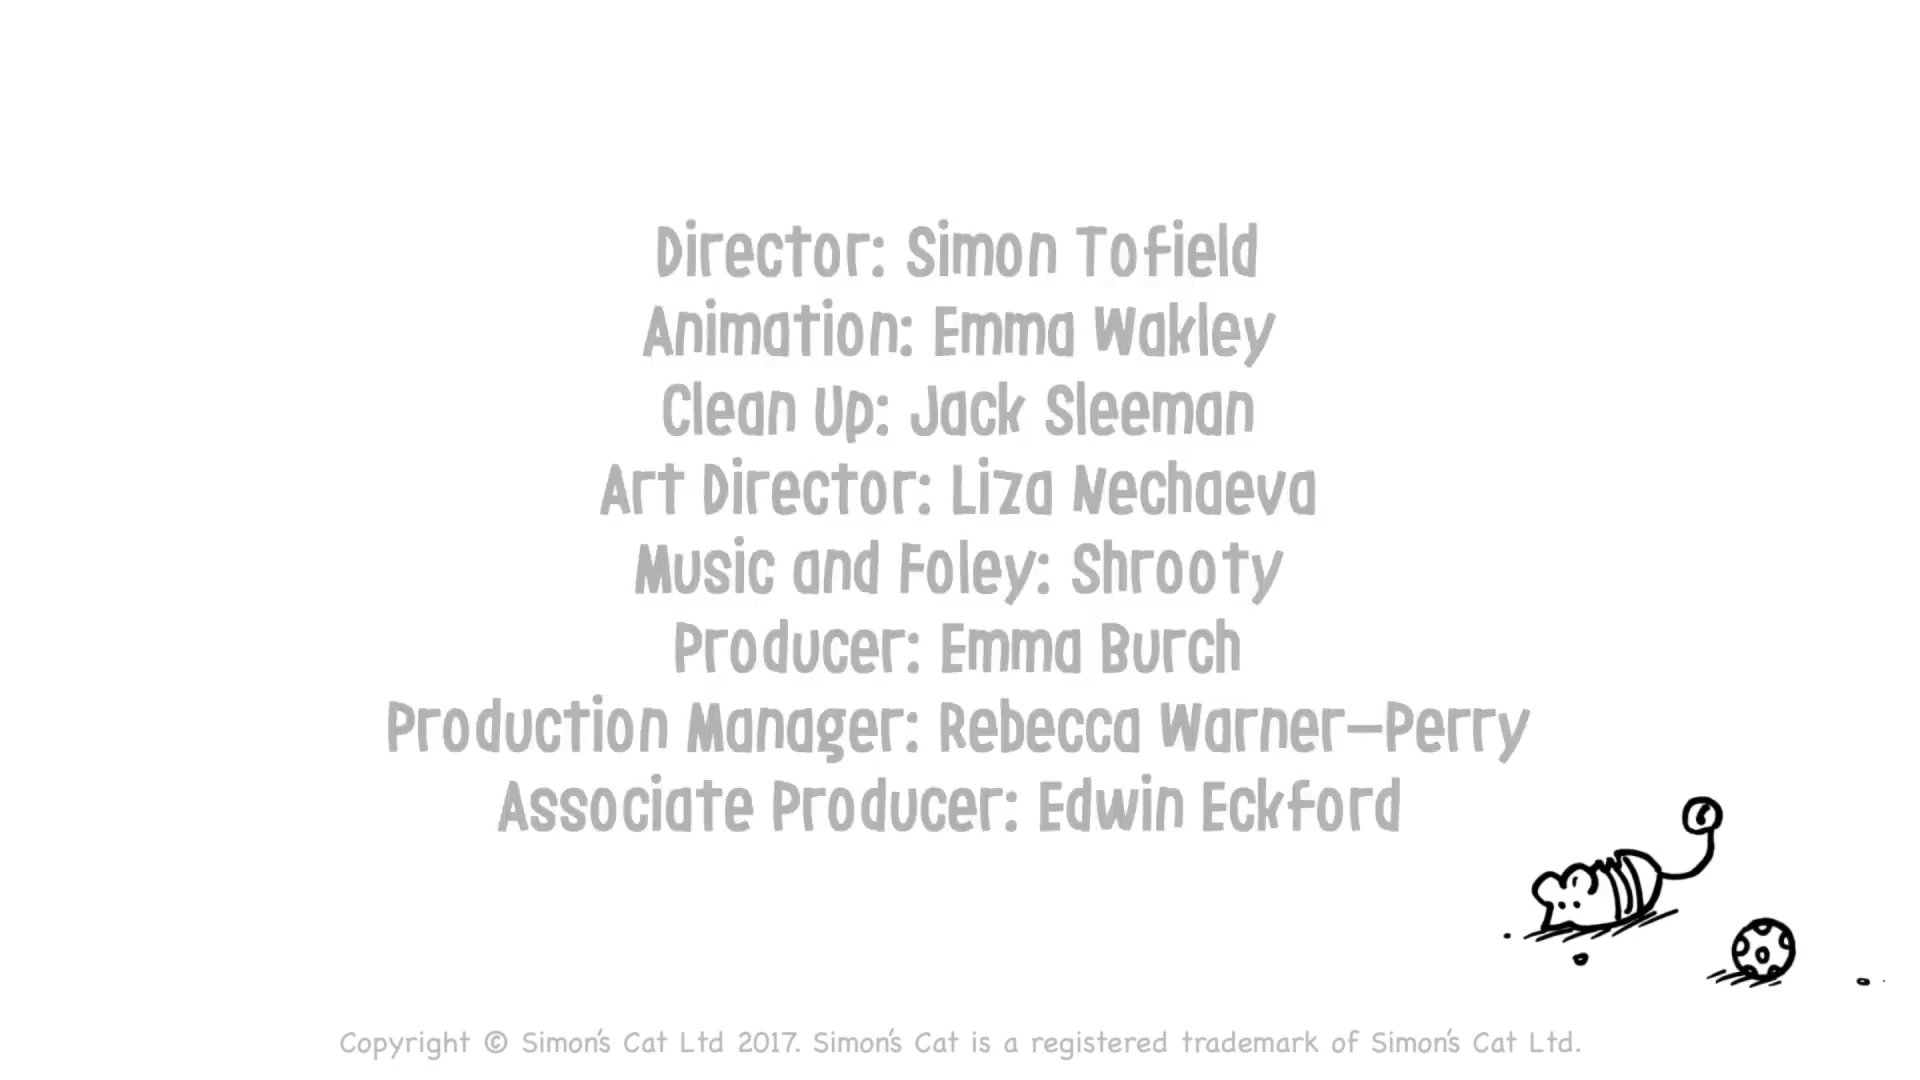 Director: Simon Tofield
Animation: Emma Wakley
Clean Up: Jack Sleeman
Art Director: Liza Nechaeva
Music and Foley: Shrooty
Producer: Emma Burch
Production Manager: Rebecca Warner-Perry
Associate Producer: Edwin Eckford
Copyright © Simon's Cat Ltd 2017. Simon's Cat is a registered trademark of Simon's Cat Ltd.